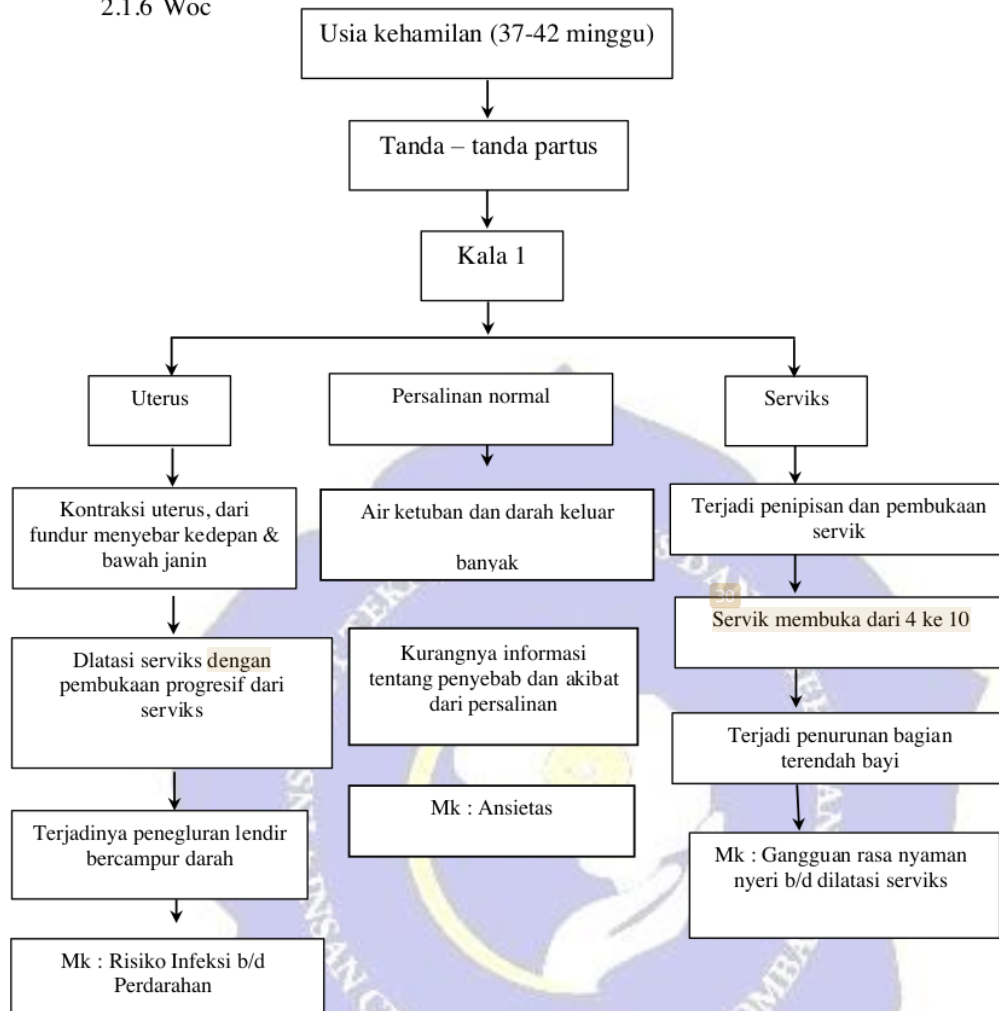 2.1.6 Woc
Usia kehamilan (37-42 minggu)
Tanda – tanda partus
Kala 1
Uterus
Persalinan normal
Serviks
Kontraksi uterus, dari
fundur menyebar kedepan &
bawah janin
Air ketuban dan darah keluar
banyak
Terjadi penipisan dan pembukaan
servik
39
Servik membuka dari 4 ke 10
Dlatasi serviks dengan
pembukaan progresif dari
serviks
Kurangnya informasi
tentang penyebab dan akibat
dari persalinan
Terjadi penurunan bagian
terendah bayi
Terjadinya penegluran lendir
bercampur darah
Mk : Ansietas
Mk : Gangguan rasa nyaman
nyeri b/d dilatasi serviks
Mk : Risiko Infeksi b/d
Perdarahan